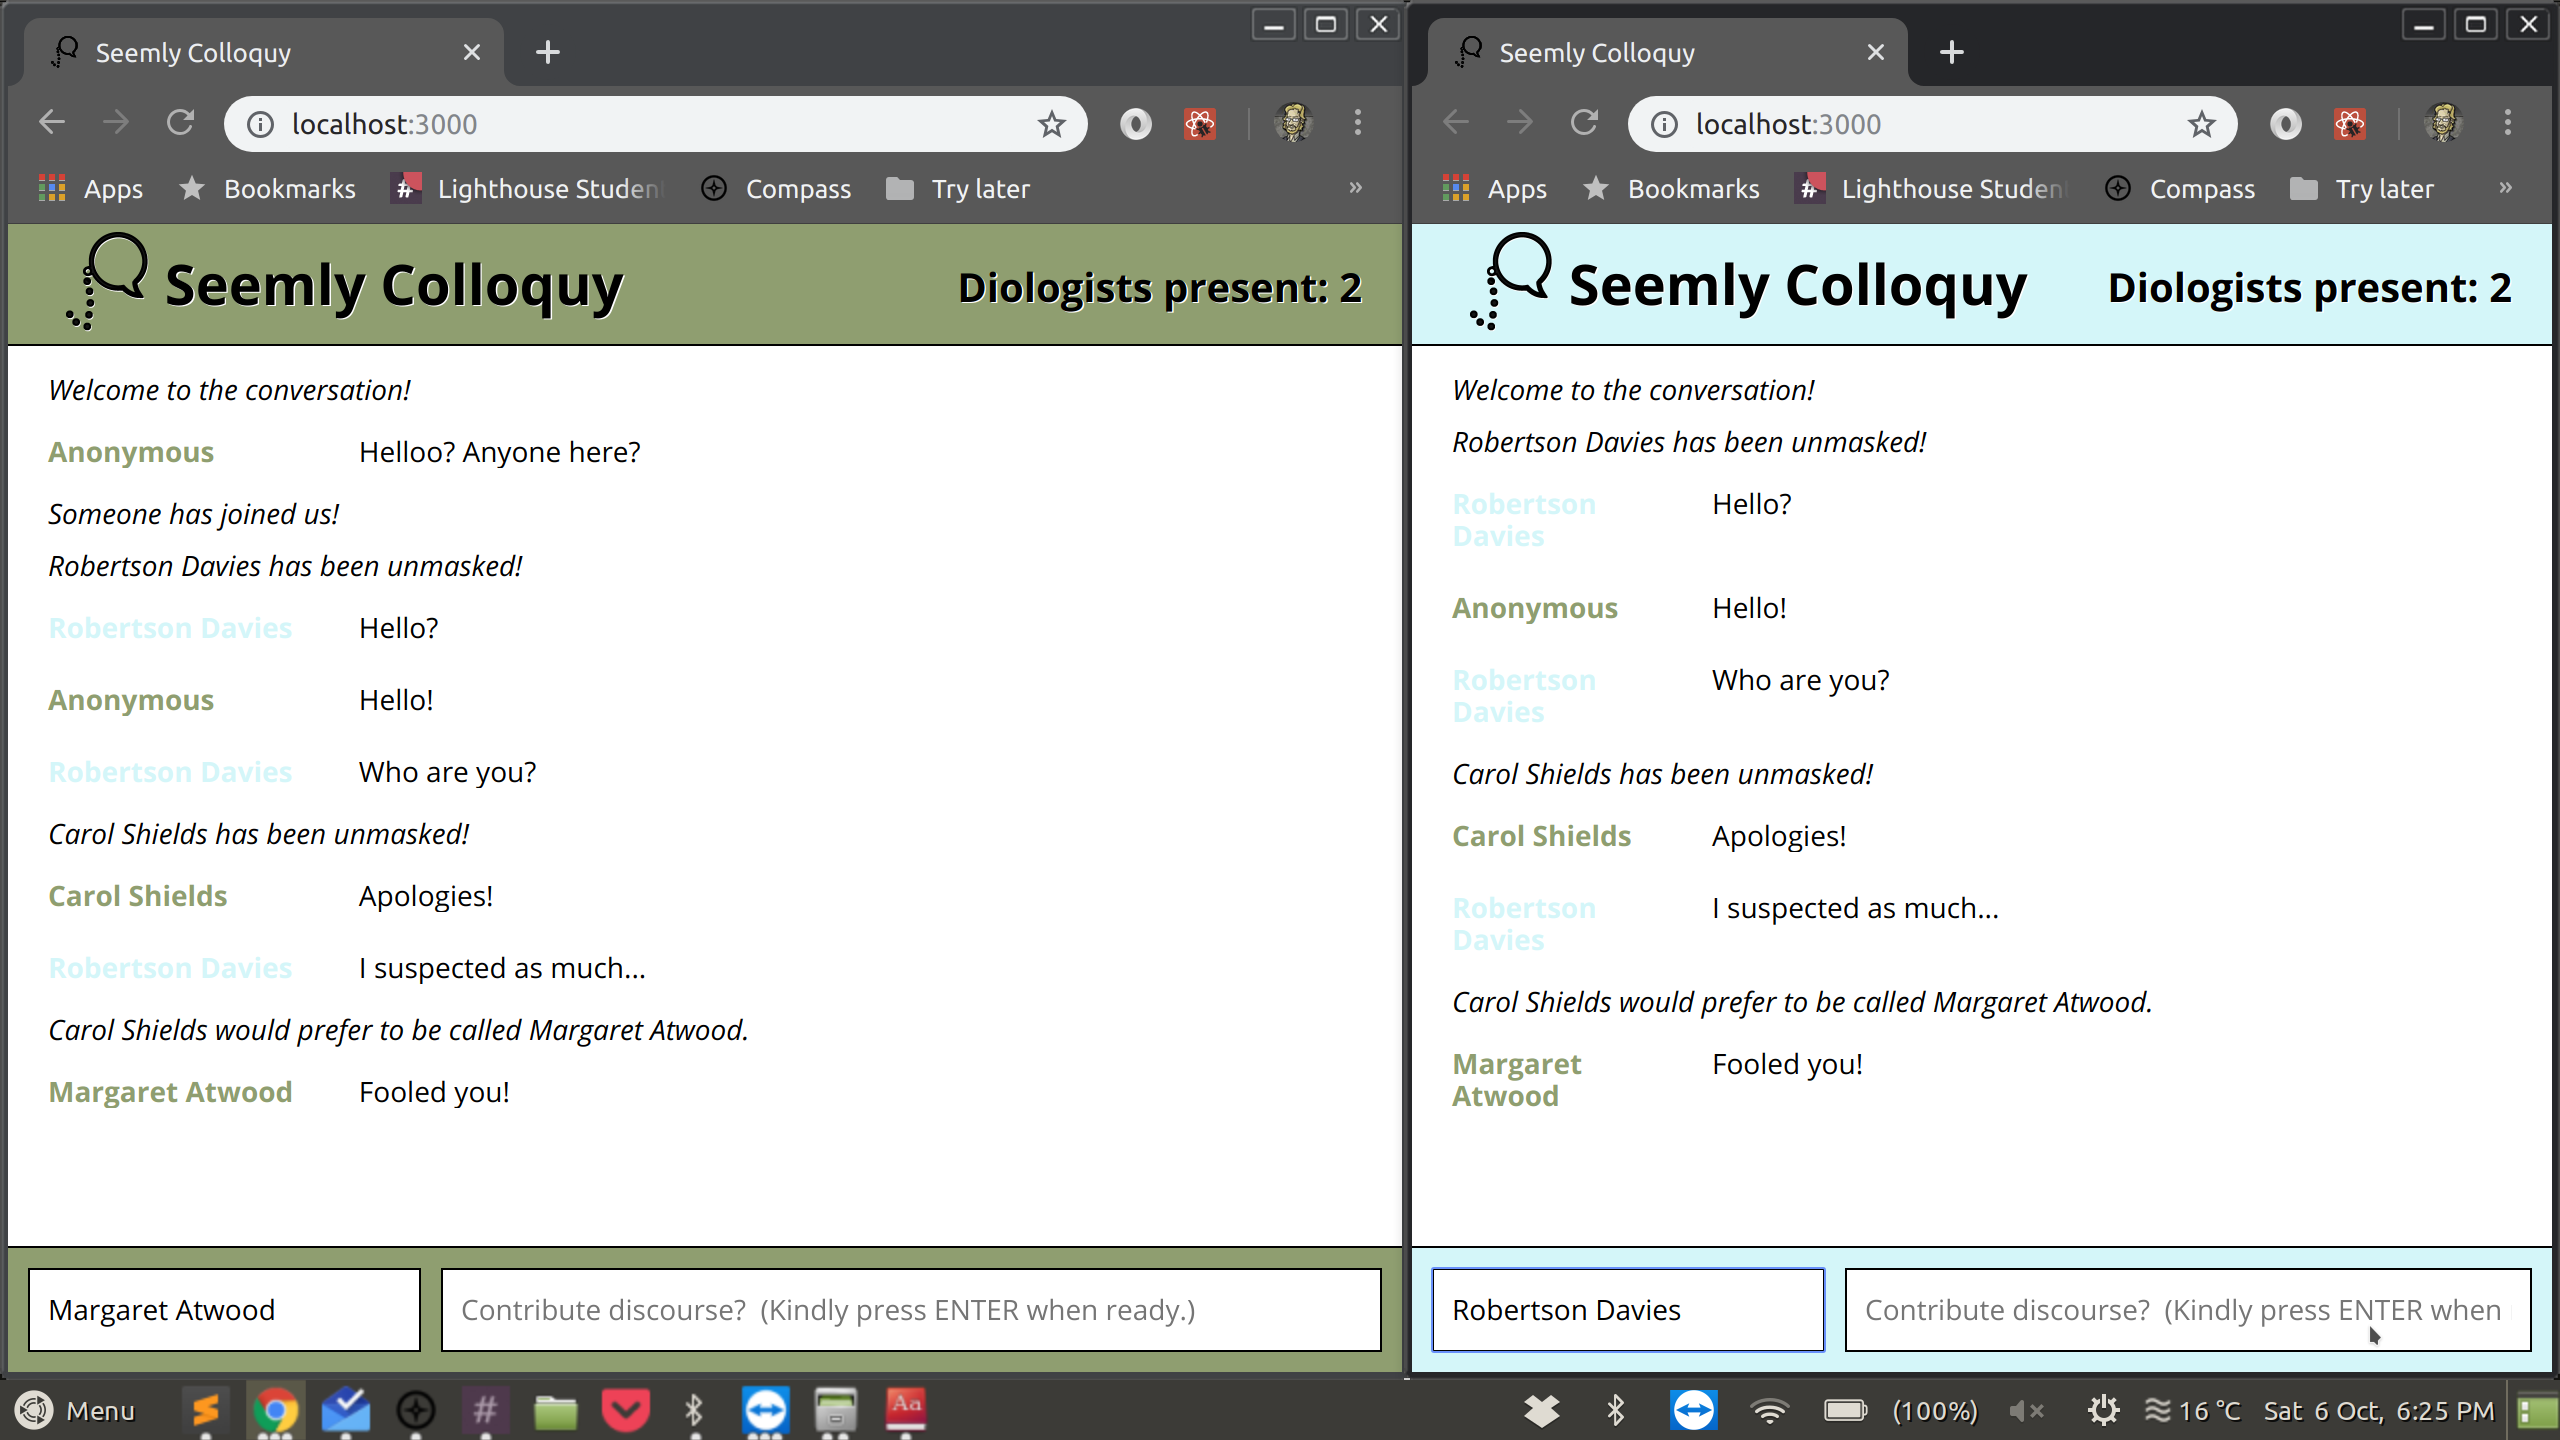 Seemly Colloquy
localhost:3000
Apps Bookmarks # Lighthouse Studen Compass Try later »
Seemly Colloquy Diologists present: 2
Welcome to the conversation!
Anonymous Helloo? Anyone here?
Someone has joined us!
Robertson Davies has been unmasked!
Robertson Davies Hello?
Anonymous Hello!
Robertson Davies Who are you?
Carol Shields has been unmasked!
Carol Shields Apologies!
Robertson Davies I suspected as much...
Carol Shields would prefer to be called Margaret Atwood.
Margaret Atwood Fooled you!
Margaret Atwood Contribute discourse? (Kindly press ENTER when ready.)
Seemly Colloquy
localhost:3000
Apps Bookmarks # Lighthouse Studen Compass Try later »
Seemly Colloquy Diologists present: 2
Welcome to the conversation!
Robertson Davies has been unmasked!
Robertson Hello?
Davies
Anonymous Hello!
Robertson Who are you?
Davies
Carol Shields has been unmasked!
Carol Shields Apologies!
Robertson I suspected as much...
Davies
Carol Shields would prefer to be called Margaret Atwood.
Margaret Fooled you!
Atwood
Robertson Davies Contribute discourse? (Kindly press ENTER when
Menu # Aa (100%) 16 °C Sat 6 Oct, 6:25 PM